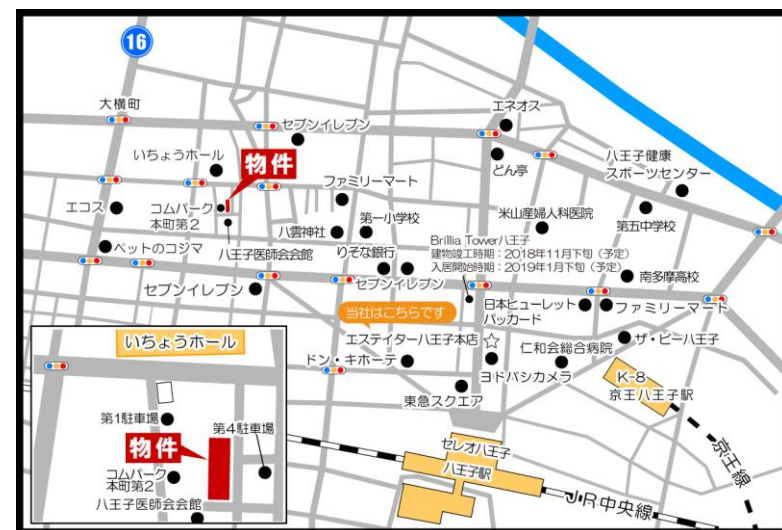 16
大横町
セブンイレブン
エネオス
いちょうホール
物件
どん亭
八王子健康
スポーツセンター
ファミリーマート
エコス
コムパーク
本町第2
八雲神社
第一小学校
米山産婦人科医院
第五中学校
ペットのコジマ
八王子医師会会館
りそな銀行
Brillia Tower八王子
建物竣工時期：2018年11月下旬（予定）
入居開始時期：2019年1月下旬（予定）
南多摩高校
セブンイレブン
セブンイレブン
当社はこちらです
日本ヒューレット
パッカード
ファミリーマート
エステイター八王子本店
☆
仁和会総合病院
ザ・ビー八王子
ドン・キホーテ
ヨドバシカメラ
東急スクエア
K-8
京王八王子駅
京王線
セレオ八王子
八王子駅
JR中央線
いちょうホール
第1駐車場
第4駐車場
物件
コムパーク
本町第2
八王子医師会会館